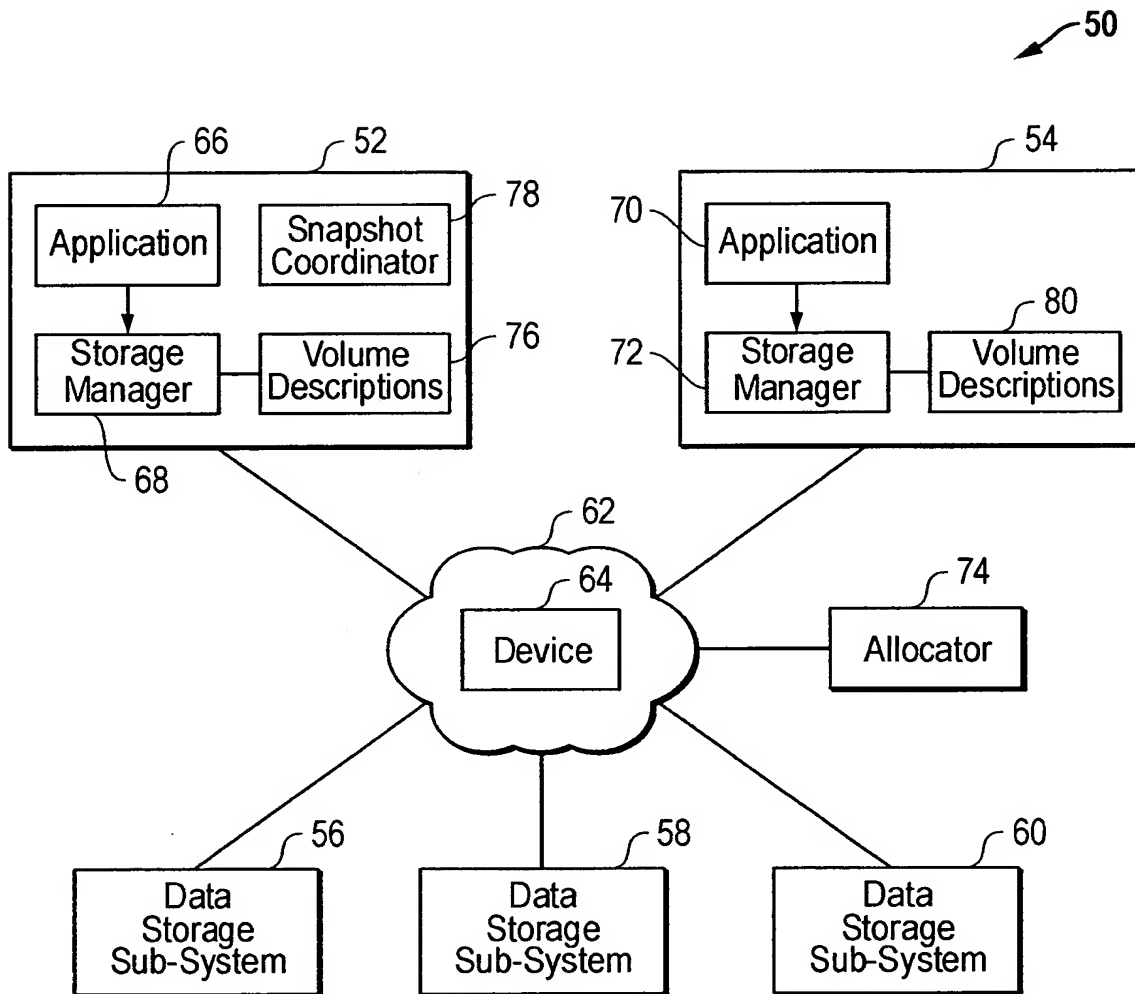 50
66
52
54
Application
78
Snapshot
Coordinator
70
Application
Storage
Manager
76
Volume
Descriptions
72
Storage
Manager
80
Volume
Descriptions
68
62
64
Device
74
Allocator
56
Data
Storage
Sub-System
58
Data
Storage
Sub-System
60
Data
Storage
Sub-System